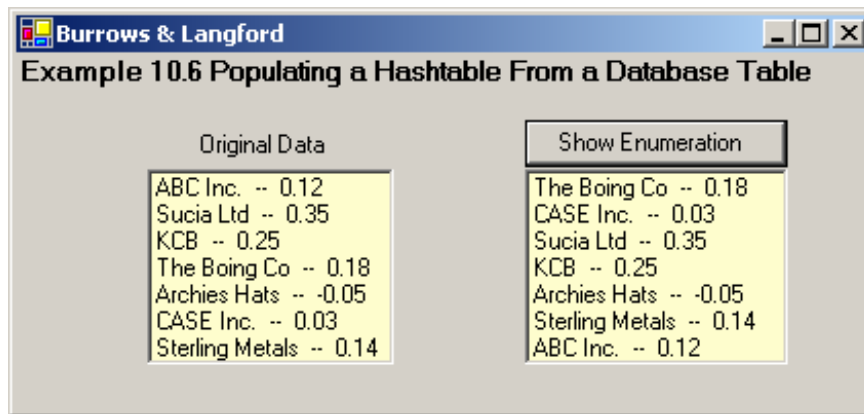 Burrows & Langford
Example 10.6 Populating a Hashtable From a Database Table
Original Data
ABC Inc. -- 0.12
Sucia Ltd -- 0.35
KCB -- 0.25
The Boing Co -- 0.18
Archies Hats -- -0.05
CASE Inc. -- 0.03
Sterling Metals -- 0.14
Show Enumeration
The Boing Co -- 0.18
CASE Inc. -- 0.03
Sucia Ltd -- 0.35
KCB -- 0.25
Archies Hats -- -0.05
Sterling Metals -- 0.14
ABC Inc. -- 0.12